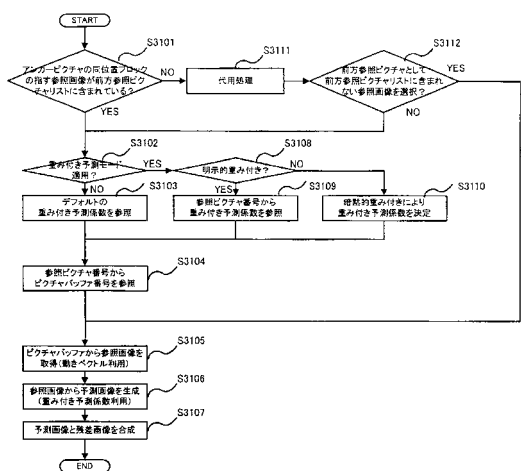 START
S3101
アンカーピクチャの同位置ブロック
の指す参照画像が前方参照ピク
チャリストに含まれている?
NO
YES
S3111
代用処理
S3112
前方参照ピクチャとして
前方参照ピクチャリストに含まれ
ない参照画像を選択?
YES
NO
S3102
重み付き予測モード
適用?
YES
NO
S3108
明示的重み付き?
NO
YES
S3103
デフォルトの
重み付き予測係数を参照
S3109
参照ピクチャ番号から
重み付き予測係数を参照
S3110
暗黙的重み付きにより
重み付き予測係数を決定
S3104
参照ピクチャ番号から
ピクチャバッファ番号を参照
S3105
ピクチャバッファから参照画像を
取得(動きベクトル利用)
S3106
参照画像から予測画像を生成
(重み付き予測係数利用)
S3107
予測画像と残差画像を合成
END